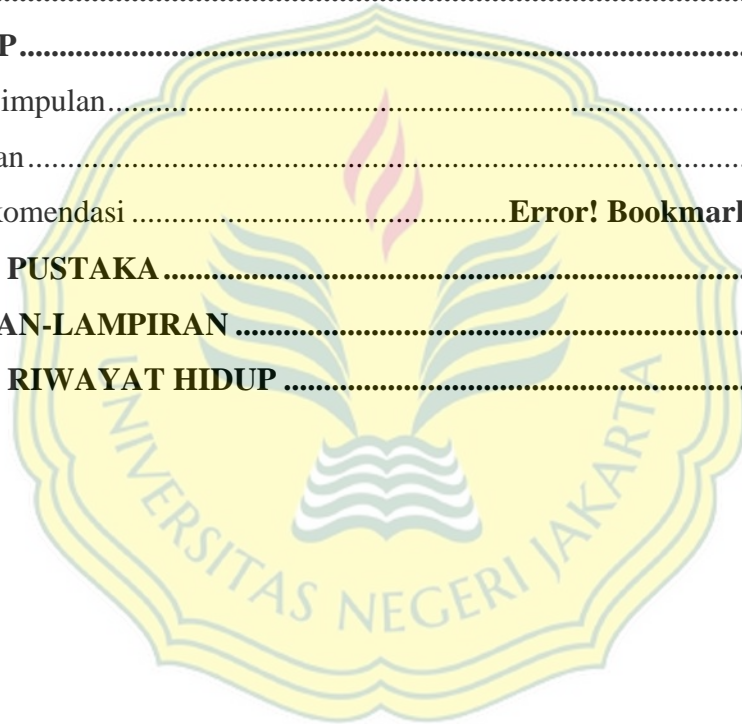 P
impulan
an
komendasi Error! Bookmark
PUSTAKA
AN-LAMPIRAN
RIWAYAT HIDUP
UNIVERSITAS NEGERI JAKARTA